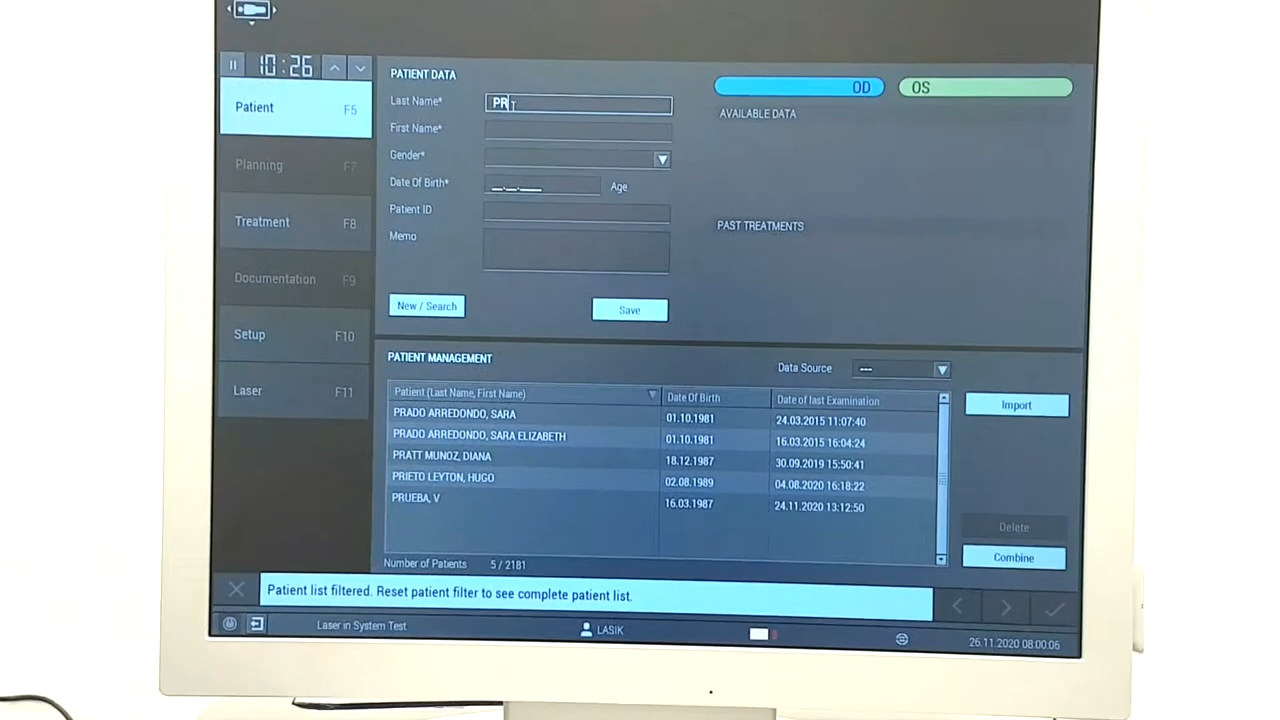 10:26
Patient F5
Planning F7
Treatment F8
Documentation F9
Setup F10
Laser F11
PATIENT DATA
Last Name* PR
First Name*
Gender*
Date Of Birth* __.__.____ Age
Patient ID
Memo
New / Search Save
OD OS
AVAILABLE DATA
PAST TREATMENTS
PATIENT MANAGEMENT
Data Source ---
Patient (Last Name, First Name) Date Of Birth Date of last Examination
PRADO ARREDONDO, SARA 01.10.1981 24.03.2015 11:07:40
PRADO ARREDONDO, SARA ELIZABETH 01.10.1981 16.03.2015 16:04:24
PRATT MUNOZ, DIANA 18.12.1987 30.09.2019 15:50:41
PRIETO LEYTON, HUGO 02.08.1989 04.08.2020 16:18:22
PRUEBA, V 16.03.1987 24.11.2020 13:12:50
Number of Patients 5 / 2181
Import
Delete
Combine
Patient list filtered. Reset patient filter to see complete patient list.
Laser in System Test LASIK 26.11.2020 08:00:06